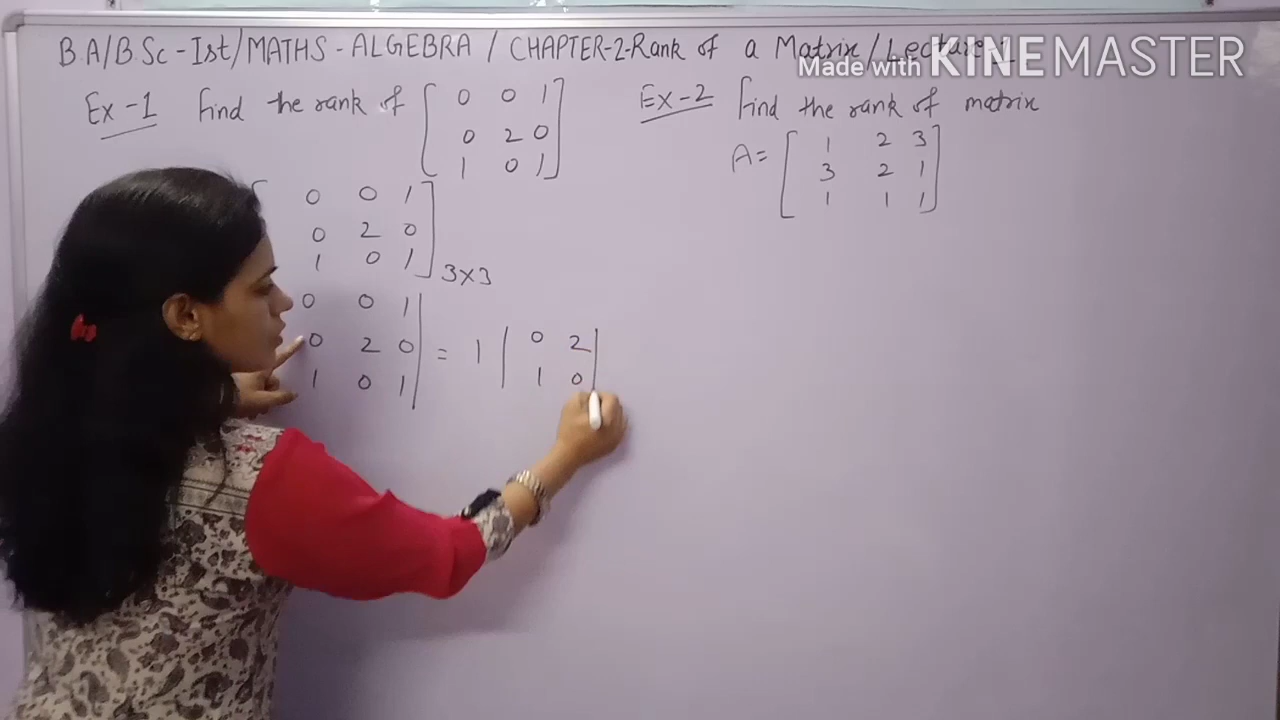 B.A/B.Sc-Ist/MATHS-ALGEBRA/CHAPTER-2-Rank of a Matrix/
Made with KINEMASTER
Ex-1 Find the rank of [ 0 0 1
0 2 0
1 0 1 ]
0 0 1 ]
0 2 0
1 0 1 3X3
0 0 1 |
0 2 0 | = 1 | 0 2 |
1 0 1 | | 1 0 |
Ex-2 Find the rank of matrix
A= [ 1 2 3
3 2 1
1 1 1 ]